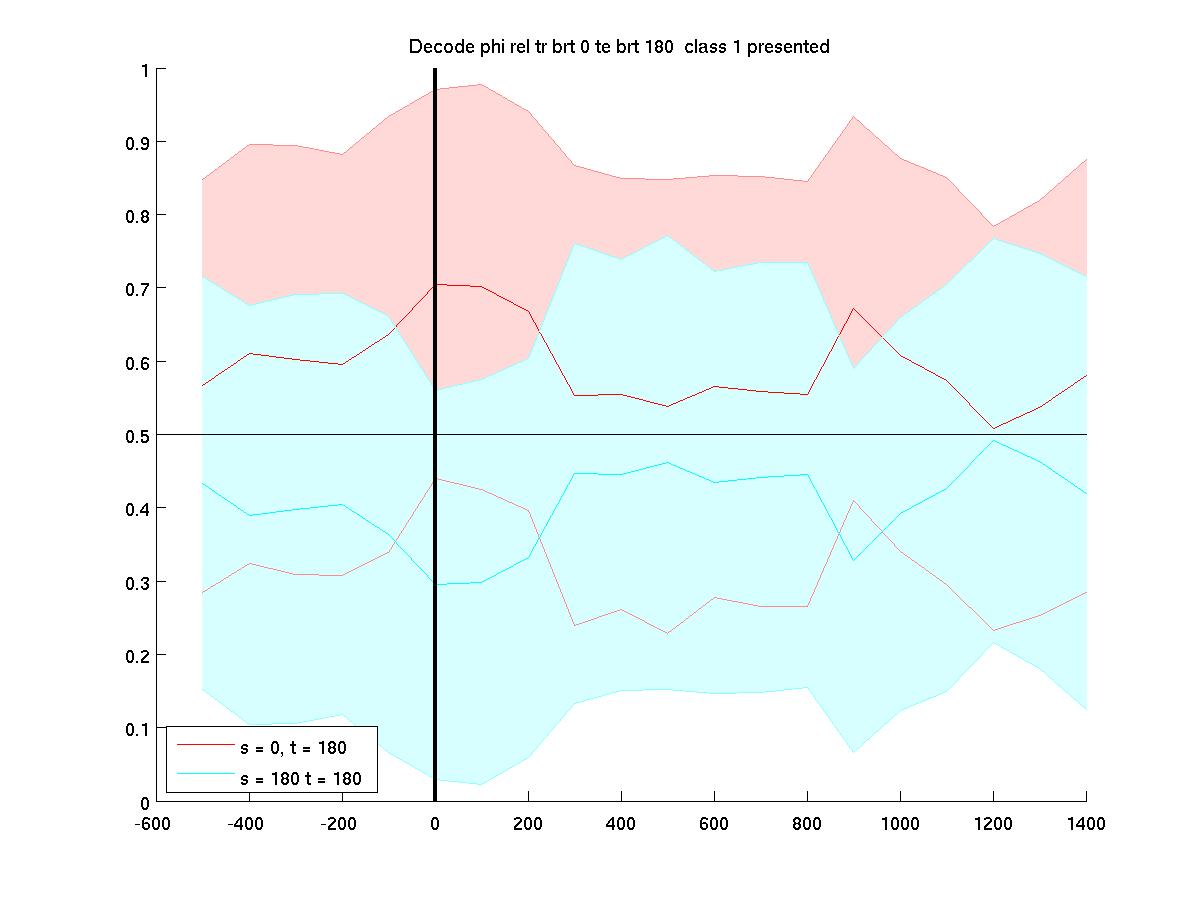 Decode phi rel tr brt 0 te brt 180  class 1 presented
1
0.9
0.8
0.7
0.6
0.5
0.4
0.3
0.2
0.1
0
s = 0, t = 180
s = 180 t = 180
-600 -400 -200 0 200 400 600 800 1000 1200 1400